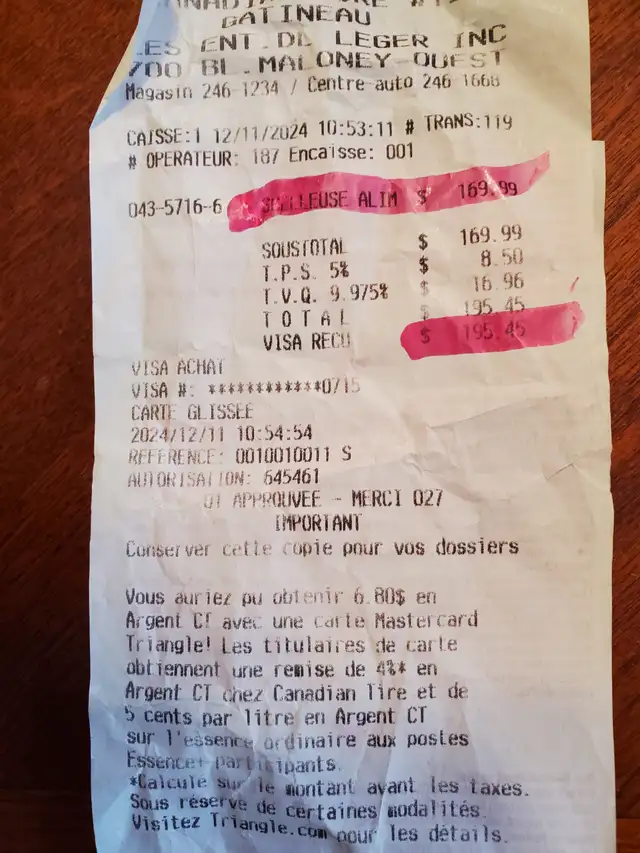 GATINEAU
LES ENT.DL LEGER INC
700 BL.MALONEY-OUEST
Magasin 246-1234 / Centre-auto 246 1668
CAISSE:1 12/11/2024 10:53:11 # TRANS:119
# OPERATEUR: 187 Encaisse: 001
043-5716-6 SCELLEUSE ALIM $ 169.99
SOUSTOTAL $ 169.99
T.P.S. 5% $ 8.50
T.V.Q. 9.975% $ 16.96
T O T A L $ 195.45
VISA RECU $ 195.45
VISA ACHAT
VISA #: ************0715
CARTE GLISSEE
2024/12/11 10:54:54
REFERENCE: 0010010011 S
AUTORISATION: 645461
01 APPROUVEE - MERCI 027
IMPORTANT
Conserver cette copie pour vos dossiers
Vous auriez pu obtenir 6.80$ en
Argent CT avec une carte Mastercard
Triangle! Les titulaires de carte
obtiennent une remise de 4%* en
Argent CT chez Canadian Tire et de
5 cents par litre en Argent CT
sur l'essence ordinaire aux postes
Essence+ participants.
*Calculé sur le montant avant les taxes.
Sous réserve de certaines modalités.
Visitez Triangle.com pour les détails.